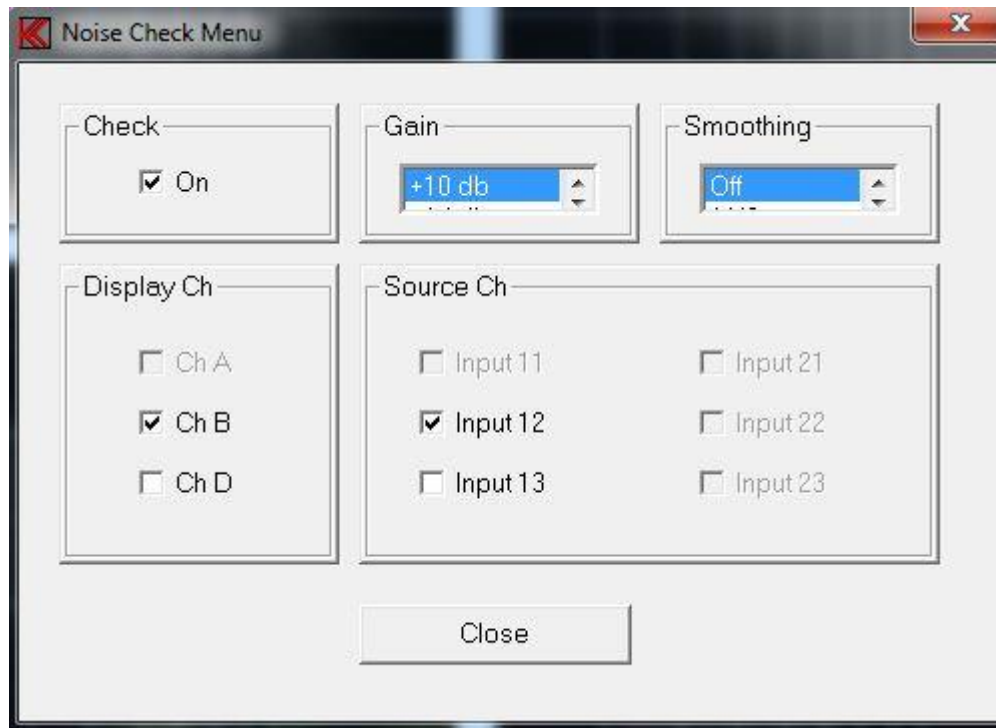 Noise Check Menu
Check
On
Gain
+10 db
Smoothing
Off
Display Ch
Ch A
Ch B
Ch D
Source Ch
Input 11
Input 21
Input 12
Input 22
Input 13
Input 23
Close